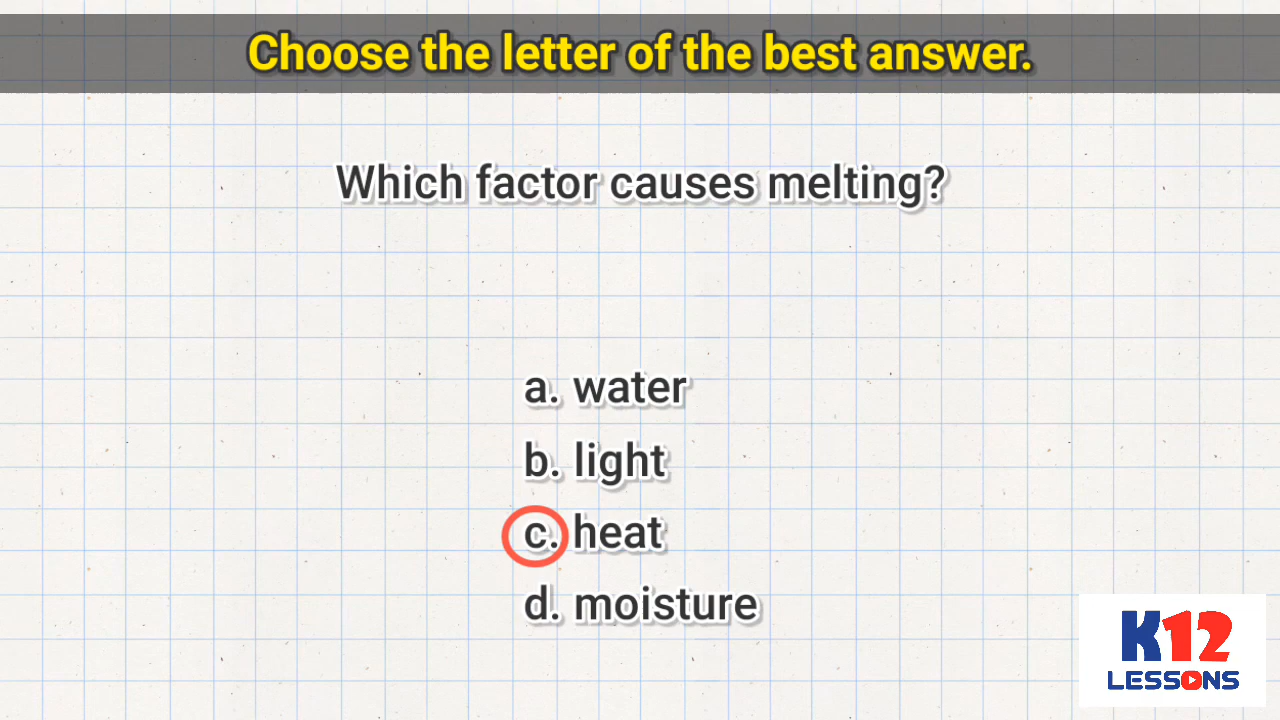 Choose the letter of the best answer.
Which factor causes melting?
a. water
b. light
c. heat
d. moisture
K12
LESSONS